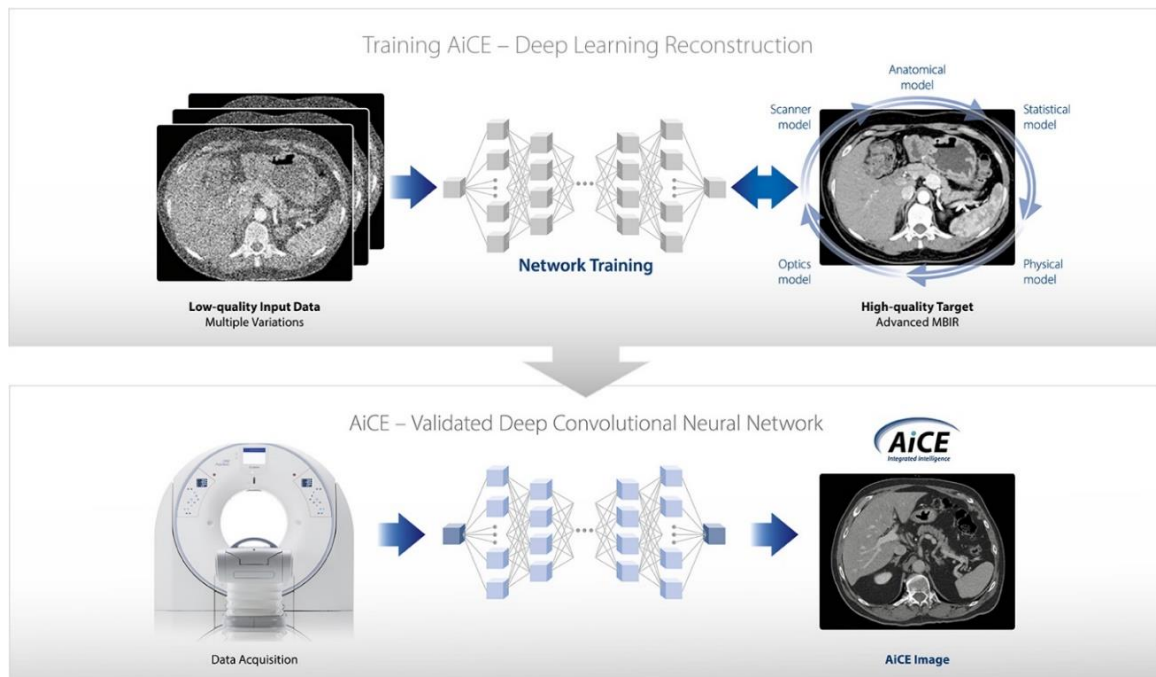 Training AiCE – Deep Learning Reconstruction
Anatomical
model
Scanner
model
Statistical
model
Network Training
Optics
model
Physical
model
Low-quality Input Data
Multiple Variations
High-quality Target
Advanced MBIR
AiCE – Validated Deep Convolutional Neural Network
AiCE
Integrated intelligence
Data Acquisition
AiCE Image